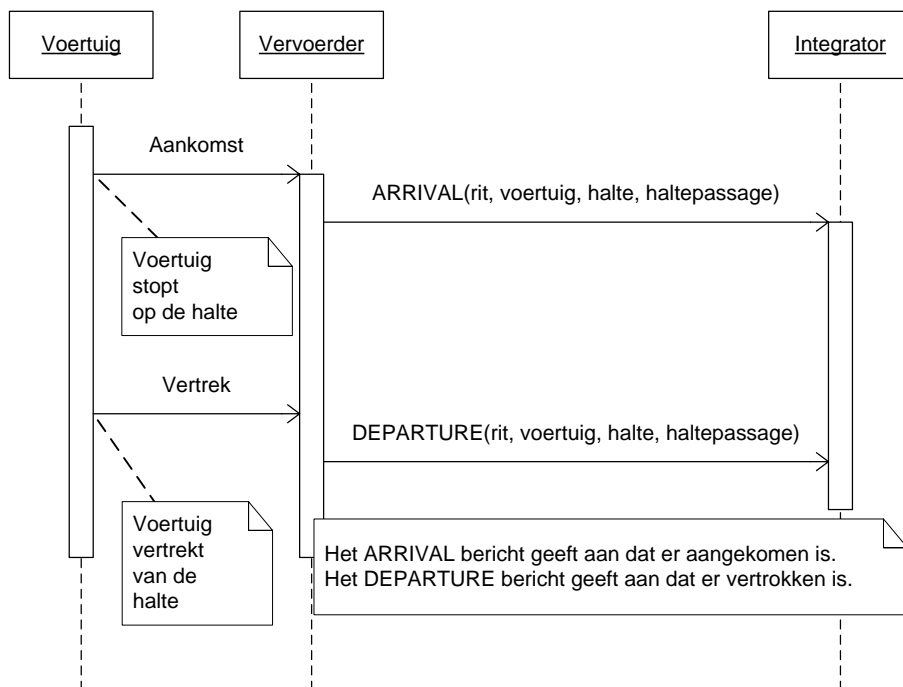 Voertuig
Vervoerder
Integrator
Aankomst
ARRIVAL(rit, voertuig, halte, haltepassage)
Voertuig
stopt
op de halte
Vertrek
DEPARTURE(rit, voertuig, halte, haltepassage)
Voertuig
vertrekt
van de
halte
Het ARRIVAL bericht geeft aan dat er aangekomen is.
Het DEPARTURE bericht geeft aan dat er vertrokken is.